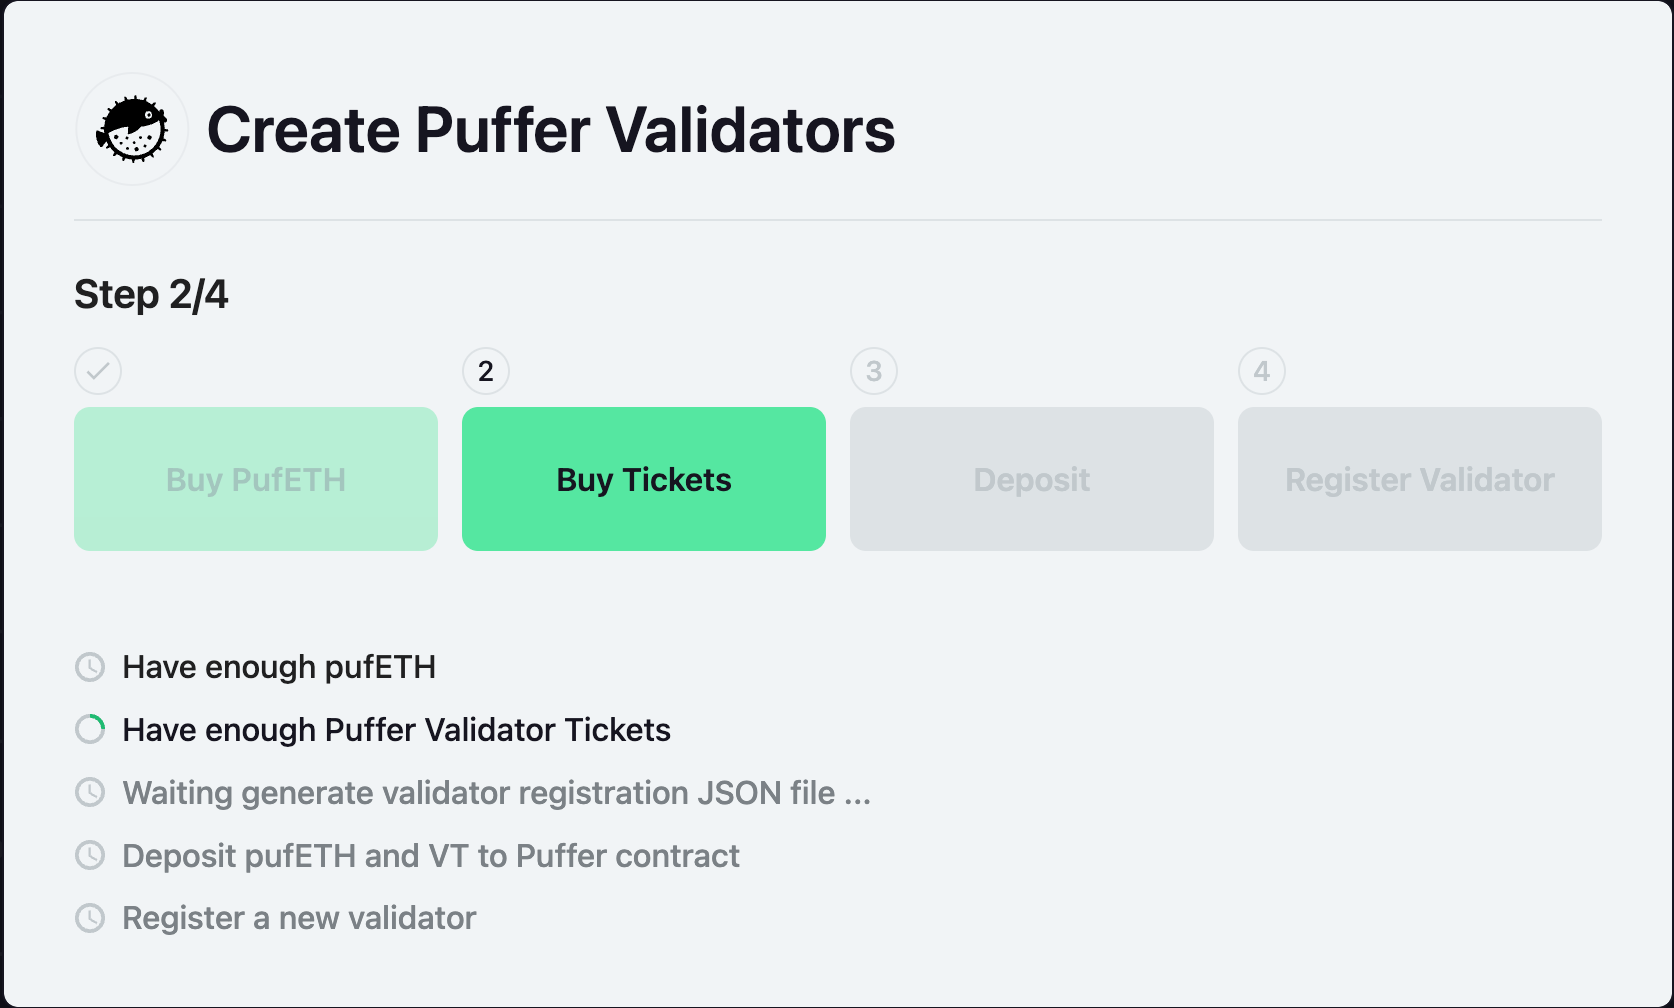 Create Puffer Validators
Step 2/4
2
3
4
Buy PufETH
Buy Tickets
Deposit
Register Validator
Have enough pufETH
Have enough Puffer Validator Tickets
Waiting generate validator registration JSON file ...
Deposit pufETH and VT to Puffer contract
Register a new validator